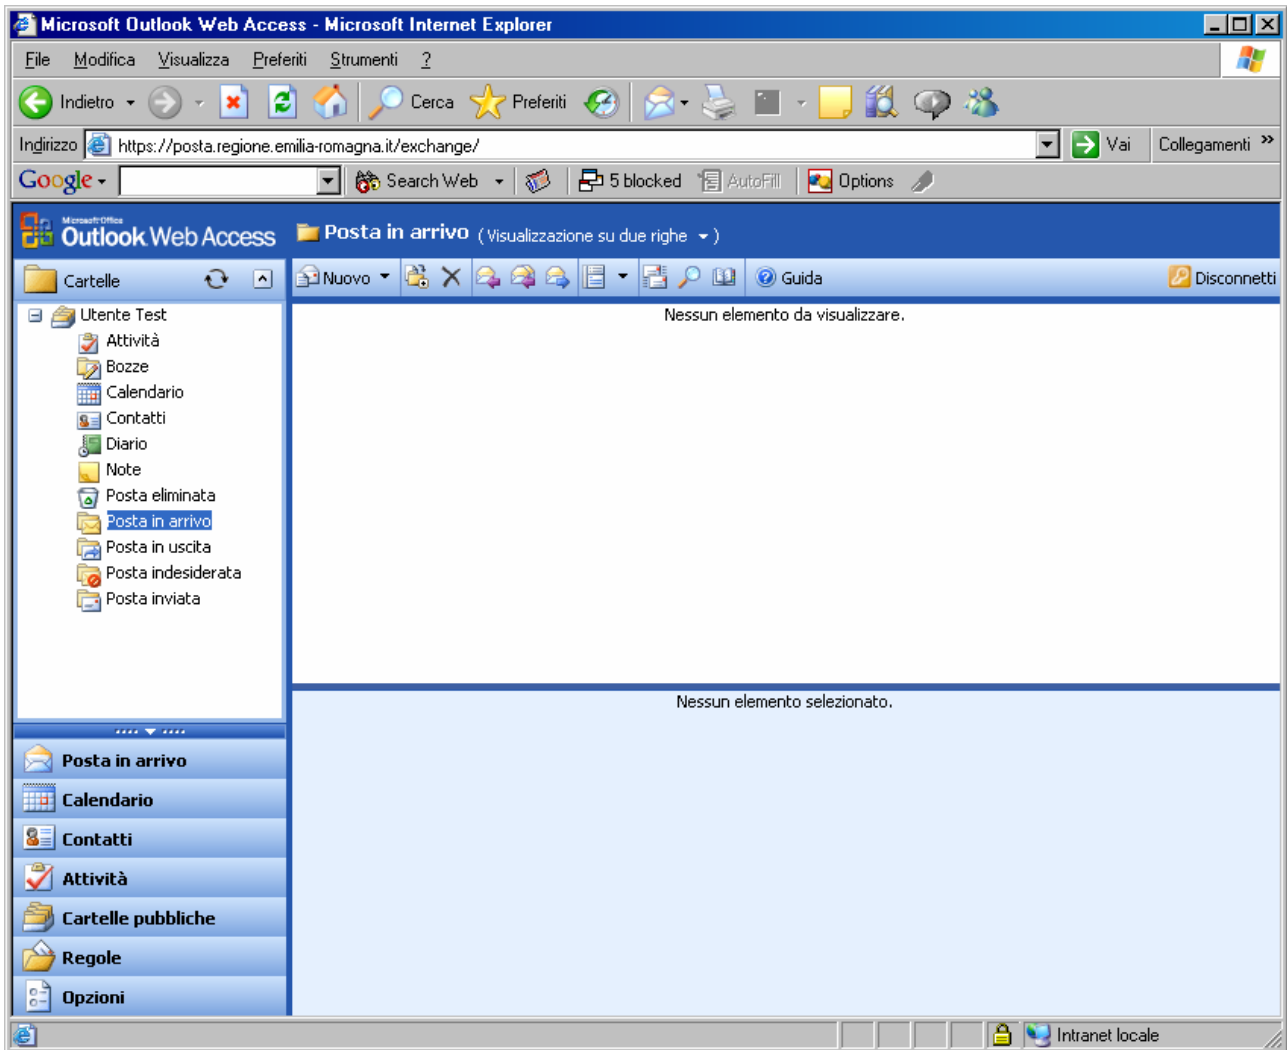 Microsoft Outlook Web Access - Microsoft Internet Explorer
File Modifica Visualizza Preferiti Strumenti ?
Indietro Cerca Preferiti
Indirizzo https://posta.regione.emilia-romagna.it/exchange/ Vai Collegamenti »
Google Search Web 5 blocked AutoFill Options
Microsoft Office
Outlook Web Access Posta in arrivo (Visualizzazione su due righe )
Cartelle Nuovo Guida Disconnetti
Utente Test Nessun elemento da visualizzare.
Attività
Bozze
Calendario
Contatti
Diario
Note
Posta eliminata
Posta in arrivo
Posta in uscita
Posta indesiderata
Posta inviata
Nessun elemento selezionato.
Posta in arrivo
Calendario
Contatti
Attività
Cartelle pubbliche
Regole
Opzioni
Intranet locale